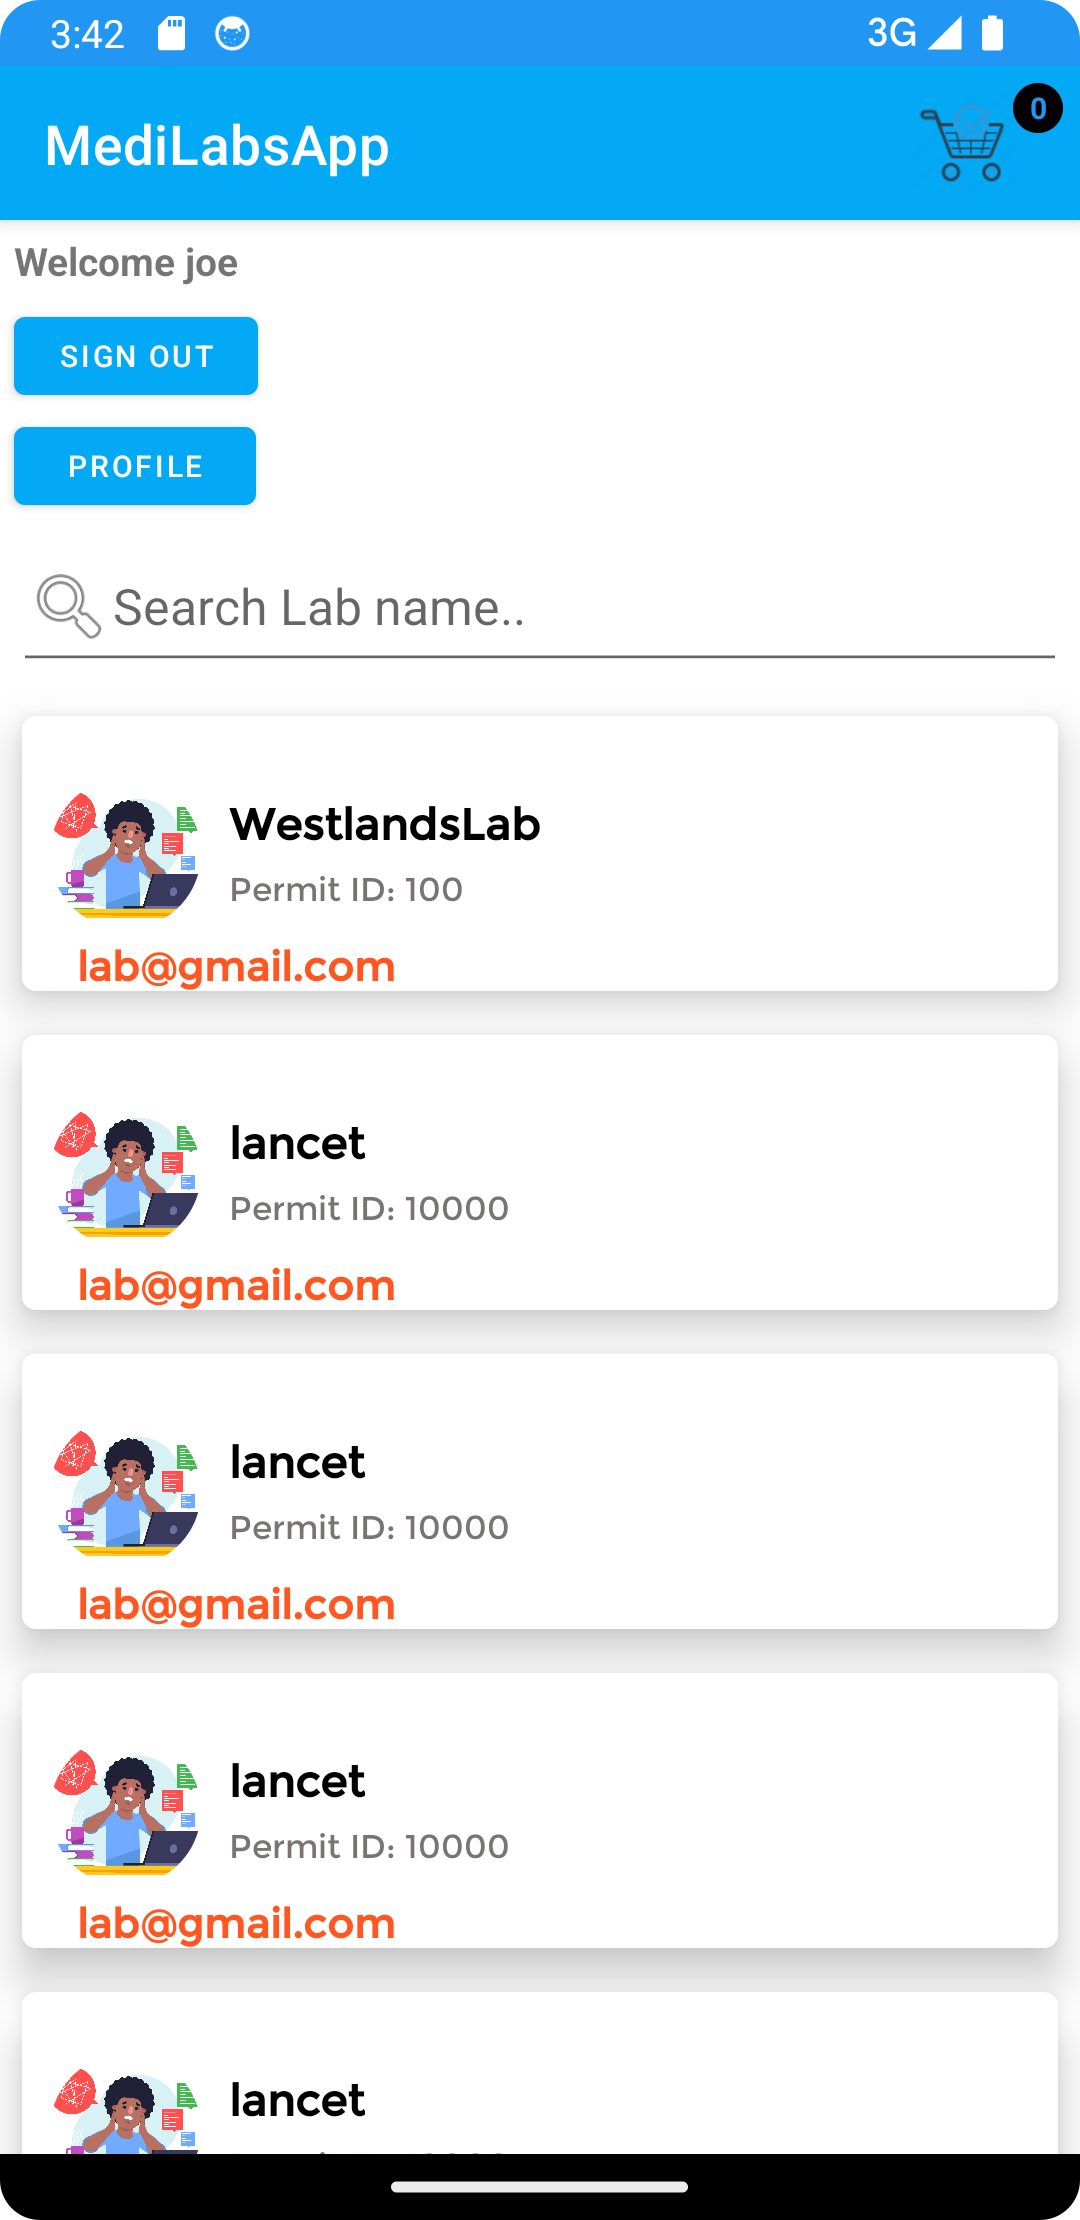 3:42 3G
MediLabsApp 0
Welcome joe
SIGN OUT
PROFILE
Search Lab name..
WestlandsLab
Permit ID: 100
lab@gmail.com
lancet
Permit ID: 10000
lab@gmail.com
lancet
Permit ID: 10000
lab@gmail.com
lancet
Permit ID: 10000
lab@gmail.com
lancet